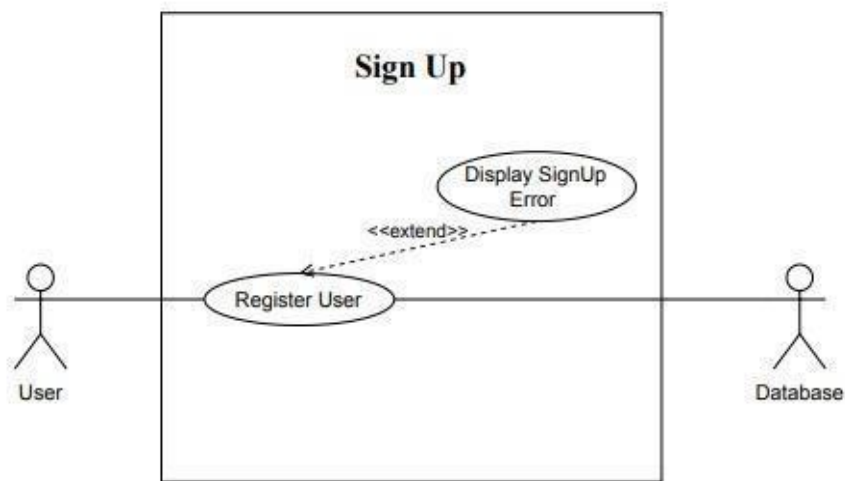 Sign Up
Display SignUp
Error
<<extend>>
Register User
User
Database